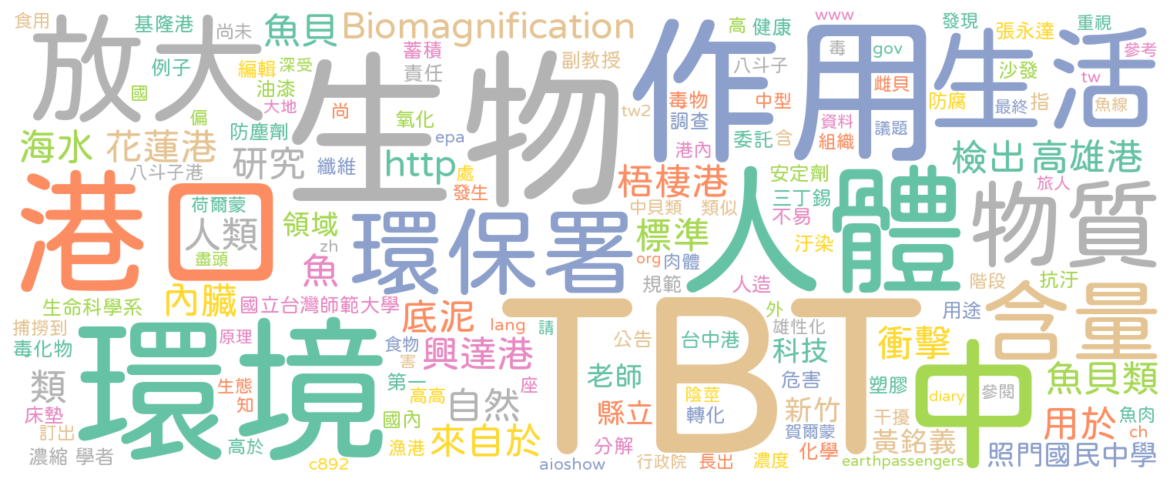 食用
基隆港
尚未
魚貝
Biomagnification
高
健康
www
發現
張永達
重視
放大
例子
編輯
深受
蓄積
責任
副教授
作用
八斗子
毒
gov
生活
沙發
參考
tw
國
油漆
大地
偏
生物
尚
氧化
tw2
毒物
中型
雌貝
防腐
最終
指
魚線
海水
花蓮港
防塵劑
epa
調查
委託
含
資料
組織
議題
八斗子港
研究
纖維
http
處
發生
港內
梧棲港
安定劑
檢出
高雄港
港口
荷爾蒙
人類
盡頭
領域
zh
魚
環保署
中貝類
類似
三丁錫
不易
標準
汙染
人體
旅人
物質
org
肉體
規範
人造
階段
抗汙
生命科學系
內臟
國立台灣師範大學
底泥
lang
請
TBT
外
用途
含量
捕撈到
毒化物
環境
原理
食物
害
興達港
公告
台中港
雄性化
科技
衝擊
中
類
床墊
生態
知
第一
高高
座
自然
老師
陰莖
危害
塑膠
diary
參閱
魚貝類
訂出
國內
縣立
轉化
新竹
干擾
用於
魚肉
ch
濃縮
學者
高於
漁港
來自於
分解
賀爾蒙
化學
黃銘義
照門國民中學
c892
aioshow
行政院
長出
濃度
earthpassengers